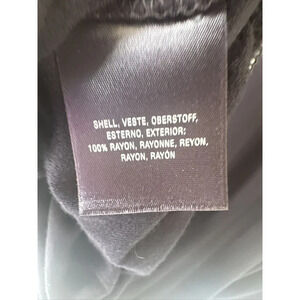 SHELL, VESTE, OBERSTOFF,
ESTERNO, EXTERIOR:
100% RAYON, RAYONNE, REYON,
RAYON, RAYÓN